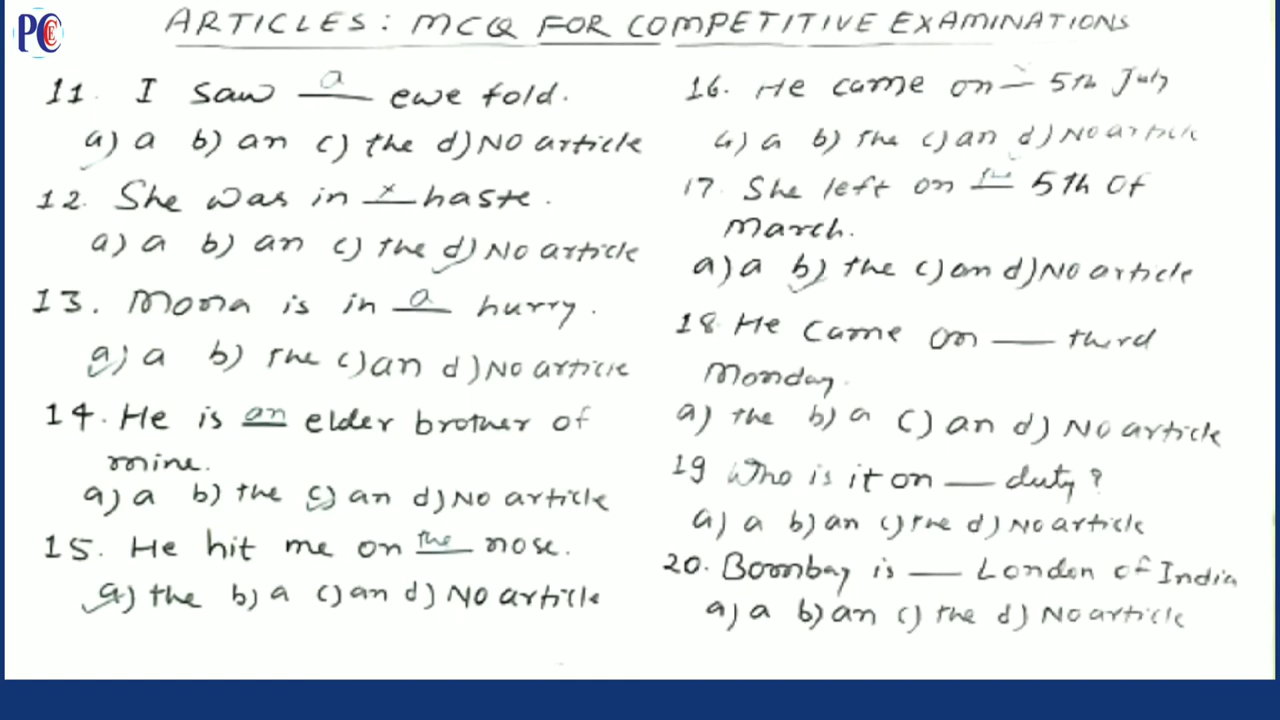 PCC
ARTICLES: MCQ FOR COMPETITIVE EXAMINATIONS
11. I saw a ewe fold.
a) a b) an c) the d) NO article
12. She was in x haste.
a) a b) an c) the d) No article
13. Mona is in a hurry.
a) a b) The c) an d) No article
14. He is an elder brother of
mine.
a) a b) the c) an d) No article
15. He hit me on the nose.
a) the b) a c) an d) No article
16. He came on 5th July
a) a b) The c) an d) No article
17. She left on the 5th Of
March.
a) a b) the c) an d) No article
18. He came on ___ third
Monday.
a) the b) a c) an d) No article
19 Who is it on ___ duty?
a) a b) an c) the d) No article
20. Bombay is ___ London of India
a) a b) an c) the d) No article